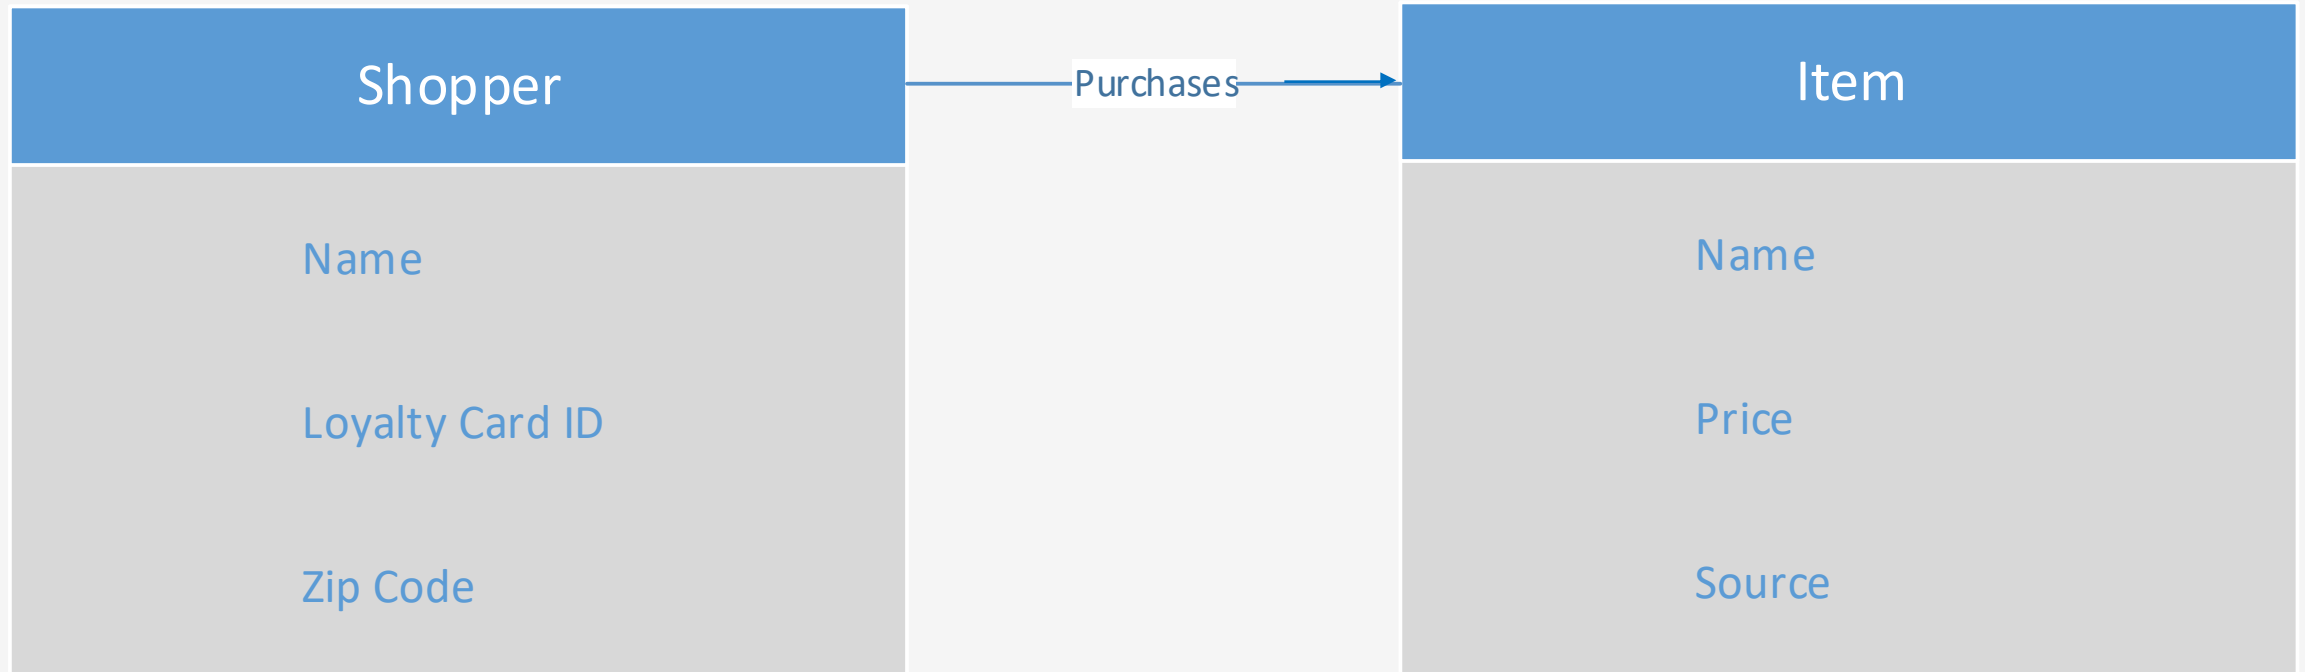 Shopper
Purchases
Item
Name
Loyalty Card ID
Zip Code
Name
Price
Source